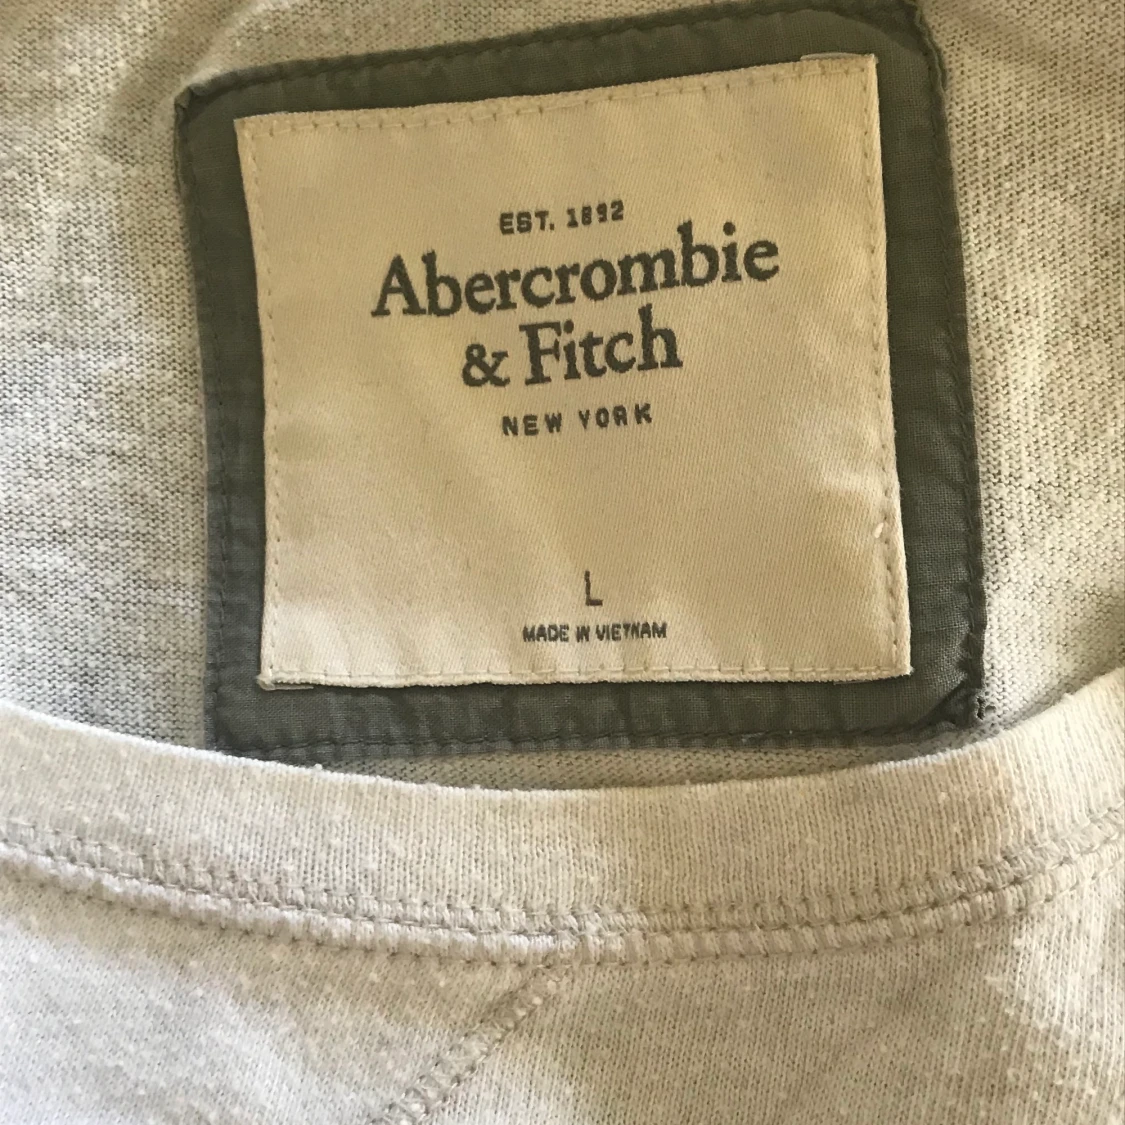 EST. 1892
Abercrombie
& Fitch
NEW YORK
L
MADE IN VIETNAM